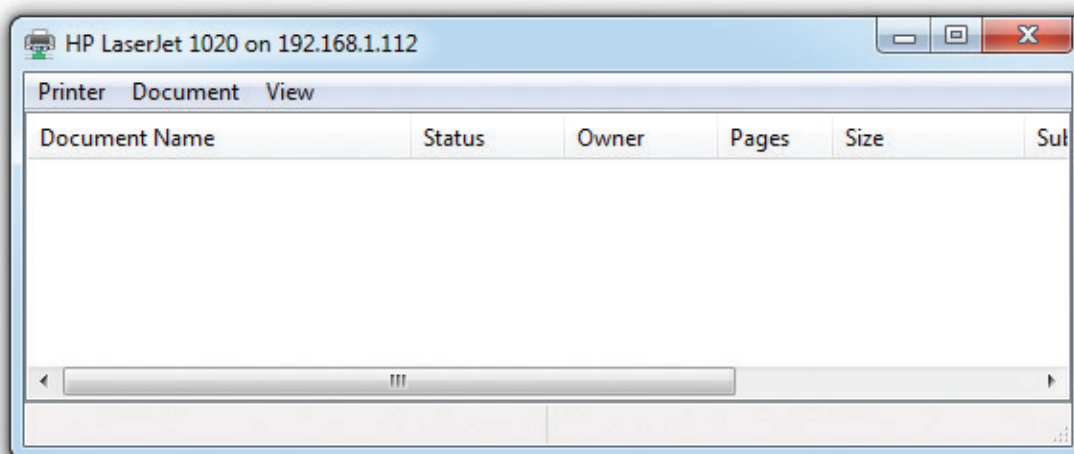 HP LaserJet 1020 on 192.168.1.112
Printer Document View
Document Name Status Owner Pages Size